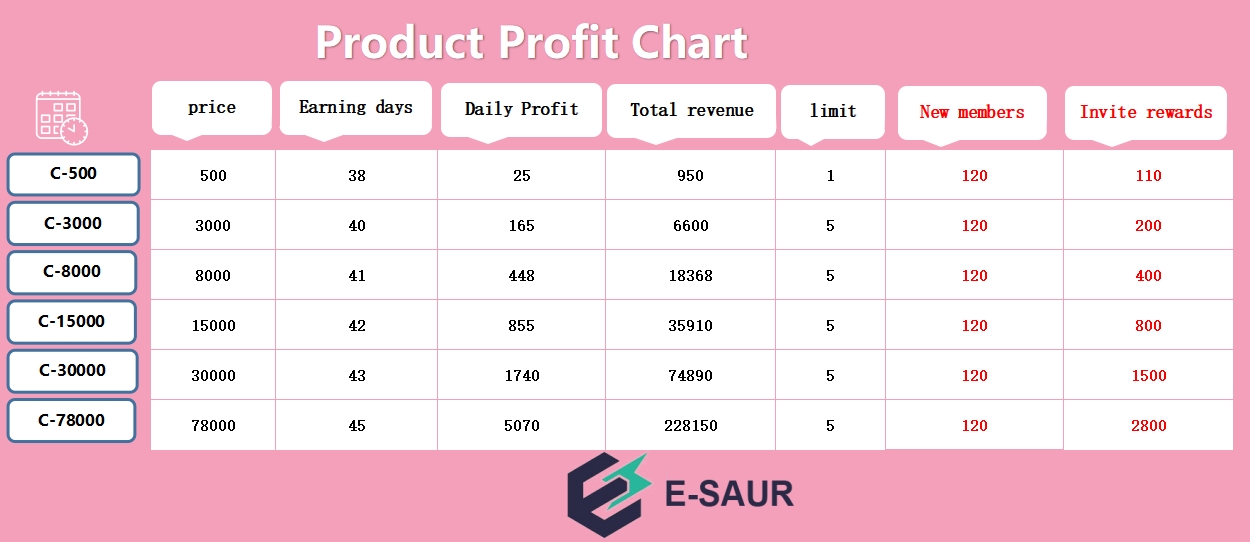 Product Profit Chart
price Earning days Daily Profit Total revenue limit New members Invite rewards
C-500 500 38 25 950 1 120 110
C-3000 3000 40 165 6600 5 120 200
C-8000 8000 41 448 18368 5 120 400
C-15000 15000 42 855 35910 5 120 800
C-30000 30000 43 1740 74890 5 120 1500
C-78000 78000 45 5070 228150 5 120 2800
E-SAUR